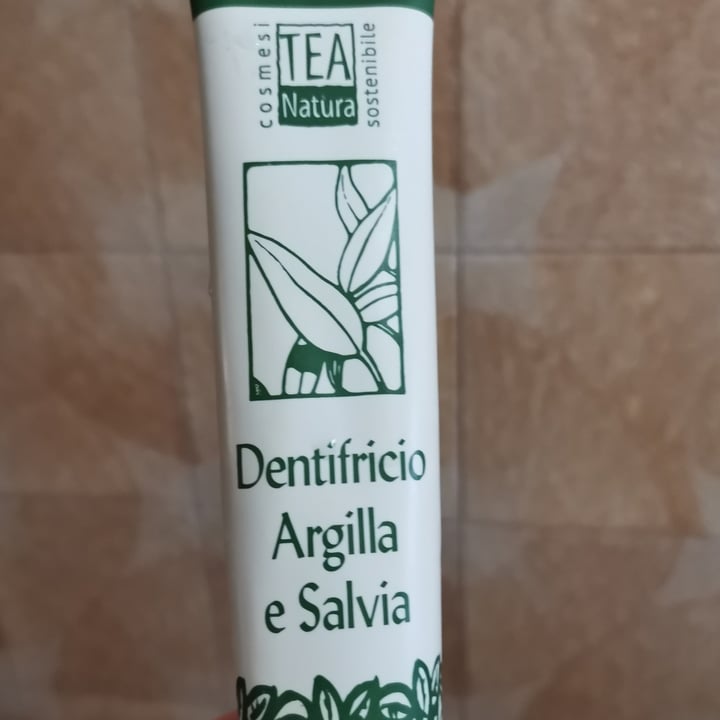 cosmesi
TEA
Natura
sostenibile
Dentifricio
Argilla
e Salvia